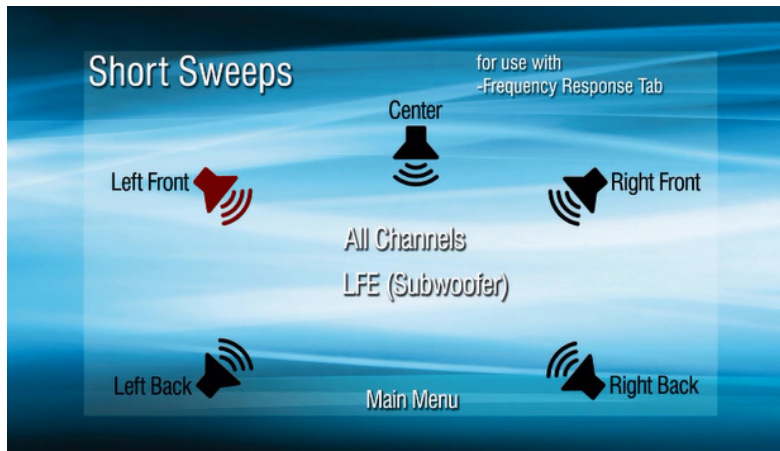 Short Sweeps
for use with
-Frequency Response Tab
Center
Left Front
Right Front
All Channels
LFE (Subwoofer)
Left Back
Right Back
Main Menu